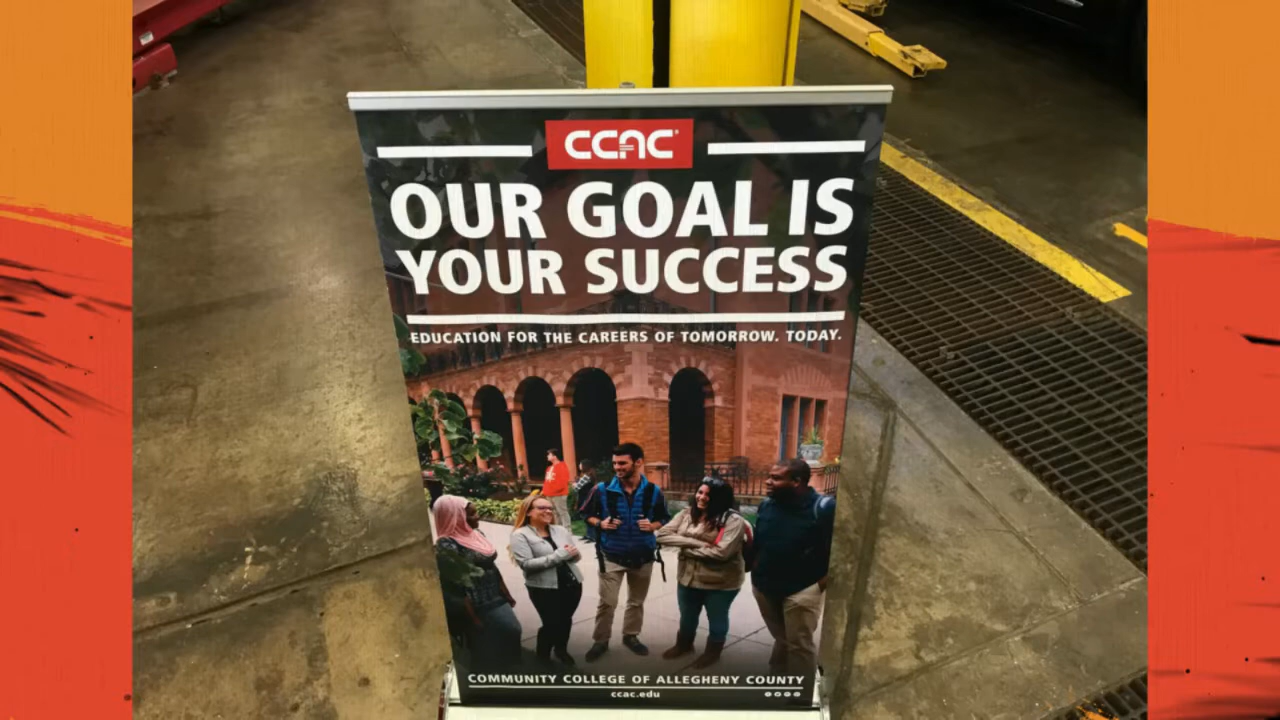 CCAC
OUR GOAL IS
YOUR SUCCESS
EDUCATION FOR THE CAREERS OF TOMORROW. TODAY.
COMMUNITY COLLEGE OF ALLEGHENY COUNTY
ccac.edu